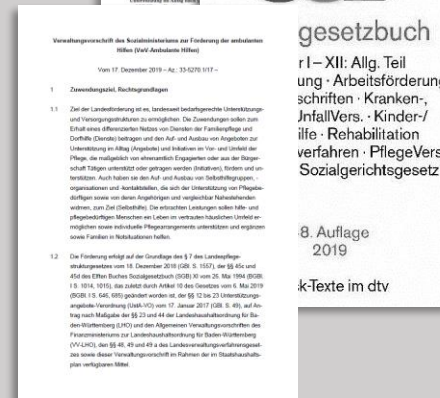 Verwaltungsvorschrift des Sozialministeriums zur Förderung der ambulanten
Hilfen (VwV-Ambulante Hilfen)
Vom 17. Dezember 2019 – Az.: 33-5270.1/17 –
1 Zuwendungsziel, Rechtsgrundlagen
1.1 Ziel der Landesförderung ist es, landesweit bedarfsgerechte Unterstützungs-
und Versorgungsstrukturen zu ermöglichen. Die Zuwendungen sollen zum
Erhalt eines differenzierten Netzes von Diensten der Familienpflege und
Dorfhilfe (Dienste) beitragen und den Auf- und Ausbau von Angeboten zur
Unterstützung im Alltag (Angebote) und Initiativen im Vor- und Umfeld der
Pflege, die maßgeblich von ehrenamtlich Engagierten oder aus der Bürger-
schaft Tätigen unterstützt oder getragen werden (Initiativen), fördern und un-
terstützen. Auch haben sie den Auf- und Ausbau von Selbsthilfegruppen, -
organisationen und -kontaktstellen, die sich der Unterstützung von Pflegebe-
dürftigen sowie von deren Angehörigen und vergleichbar Nahestehenden
widmen, zum Ziel (Selbsthilfe). Die erbrachten Leistungen sollen hilfe- und
pflegebedürftigen Menschen ein Leben im vertrauten häuslichen Umfeld er-
möglichen sowie individuelle Pflegearrangements unterstützen und ergänzen
sowie Familien in Notsituationen helfen.
1.2 Die Förderung erfolgt auf der Grundlage des § 7 des Landespflege-
strukturgesetzes vom 18. Dezember 2018 (GBl. S. 1557), der §§ 45c und
45d des Elften Buches Sozialgesetzbuch (SGB) XI vom 26. Mai 1994 (BGBl.
I S. 1014, 1015), das zuletzt durch Artikel 10 des Gesetzes vom 6. Mai 2019
(BGBl. I S. 646, 685) geändert worden ist, der §§ 12 bis 23 Unterstützungs-
angebote-Verordnung (UstA-VO) vom 17. Januar 2017 (GBl. S. 49), auf An-
trag nach Maßgabe der §§ 23 und 44 der Landeshaushaltsordnung für Ba-
den-Württemberg (LHO) und den Allgemeinen Verwaltungsvorschriften des
Finanzministeriums zur Landeshaushaltsordnung für Baden-Württemberg
(VV-LHO), den §§ 48, 49 und 49 a des Landesverwaltungsverfahrensgeset-
zes sowie dieser Verwaltungsvorschrift im Rahmen der im Staatshaushalts-
plan verfügbaren Mittel.
gesetzbuch
r I – XII: Allg. Teil
ung · Arbeitsförderung
schriften · Kranken-,
UnfallVers. · Kinder-/
ilfe · Rehabilitation
verfahren · PflegeVers
Sozialgerichtsgesetz
8. Auflage
2019
k-Texte im dtv